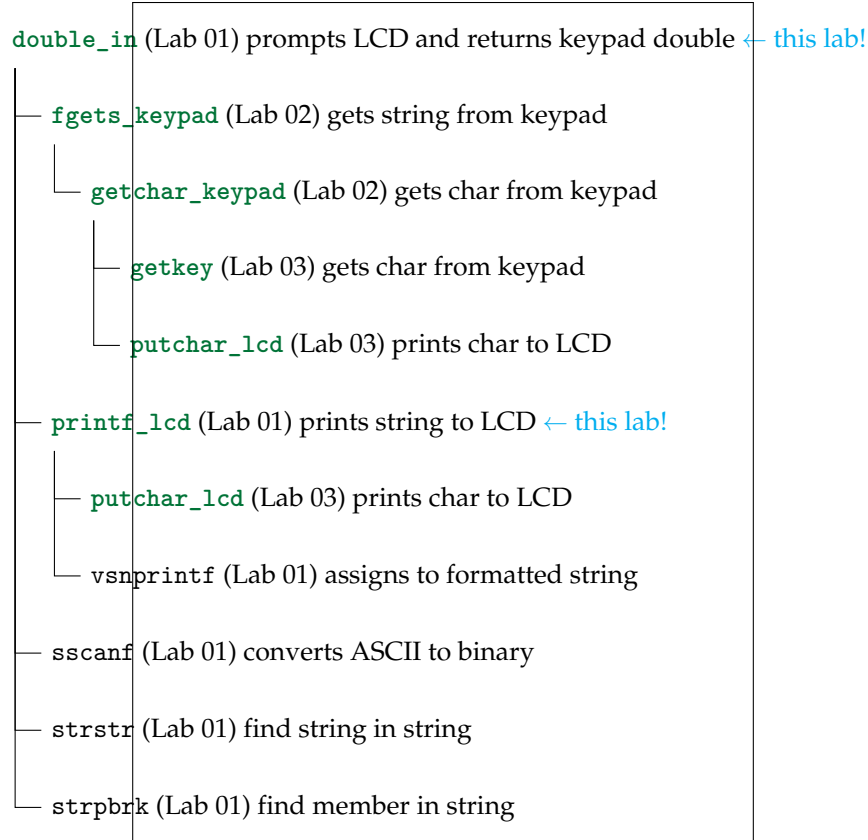 double_in (Lab 01) prompts LCD and returns keypad double ← this lab!
fgets_keypad (Lab 02) gets string from keypad
getchar_keypad (Lab 02) gets char from keypad
getkey (Lab 03) gets char from keypad
putchar_lcd (Lab 03) prints char to LCD
printf_lcd (Lab 01) prints string to LCD ← this lab!
putchar_lcd (Lab 03) prints char to LCD
vsnprintf (Lab 01) assigns to formatted string
sscanf (Lab 01) converts ASCII to binary
strstr (Lab 01) find string in string
strpbrk (Lab 01) find member in string